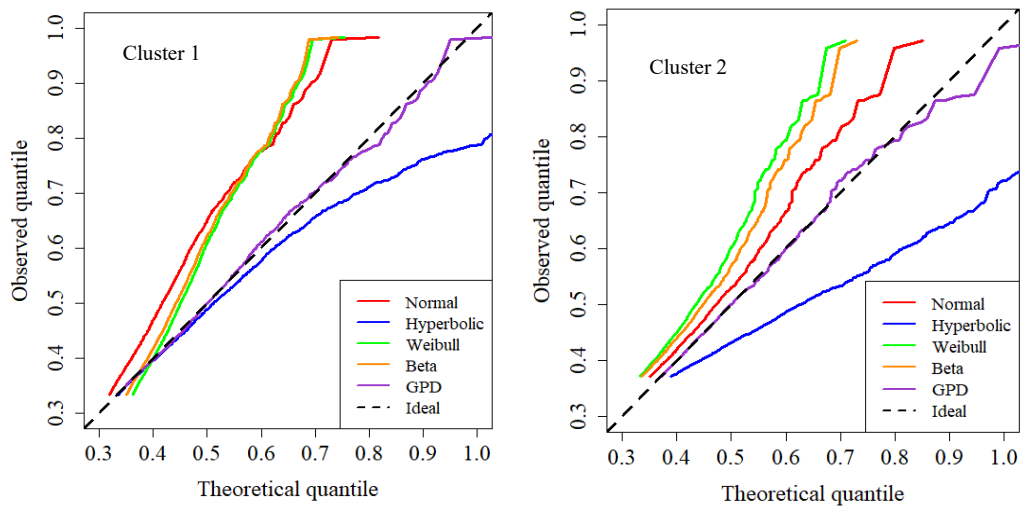 Cluster 1
Observed quantile
0.3 0.4 0.5 0.6 0.7 0.8 0.9 1.0
Normal
Hyperbolic
Weibull
Beta
GPD
Ideal
0.3 0.4 0.5 0.6 0.7 0.8 0.9 1.0
Theoretical quantile
Cluster 2
Observed quantile
0.3 0.4 0.5 0.6 0.7 0.8 0.9 1.0
Normal
Hyperbolic
Weibull
Beta
GPD
Ideal
0.3 0.4 0.5 0.6 0.7 0.8 0.9 1.0
Theoretical quantile